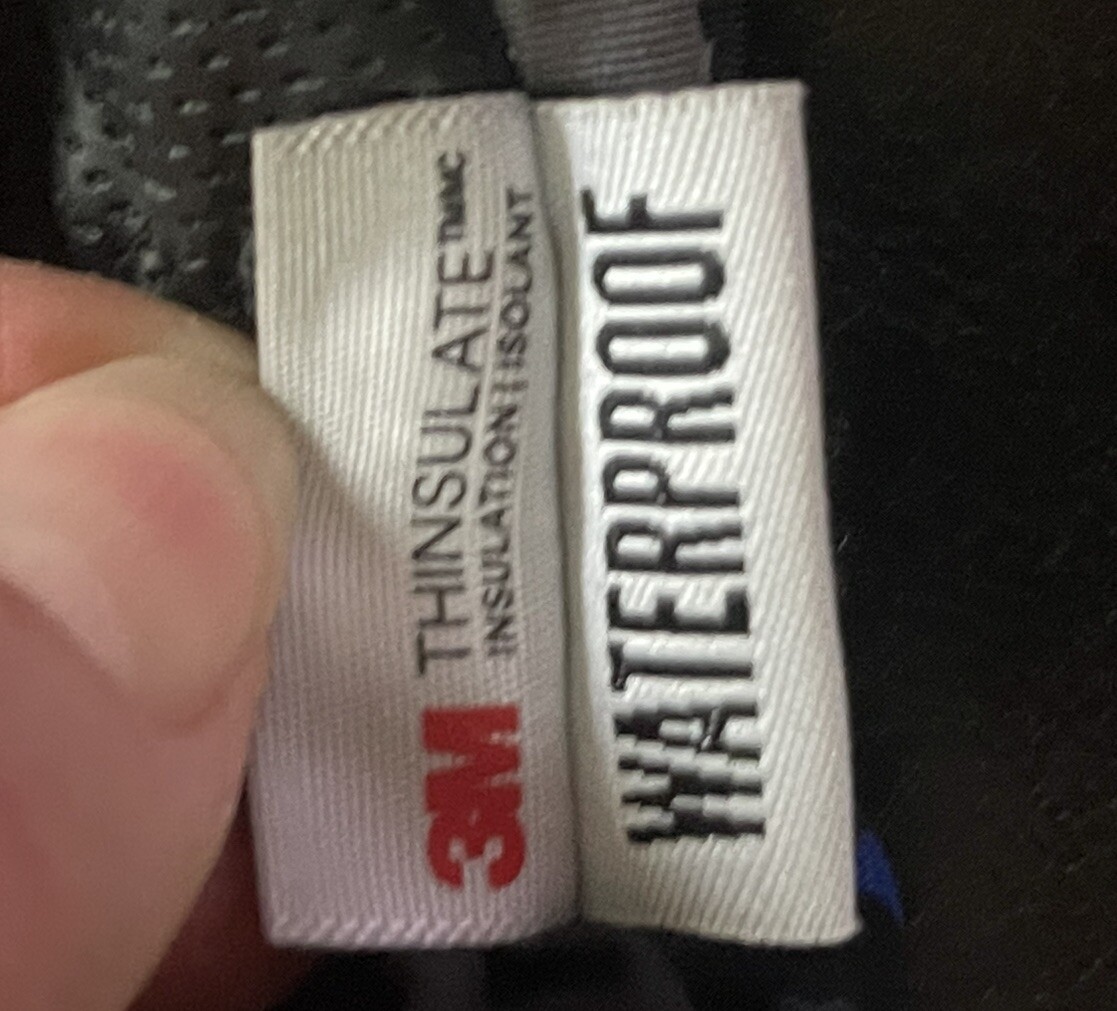 3M THINSULATE™MC
INSULATION | ISOLANT
WATERPROOF